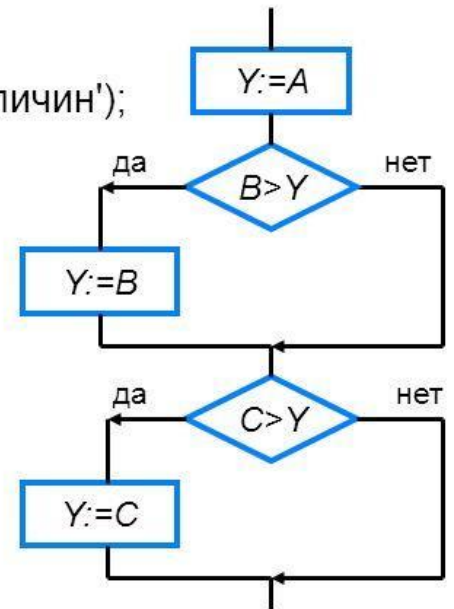 Y:=A
личин');
да
нет
B>Y
Y:=B
да
нет
C>Y
Y:=C